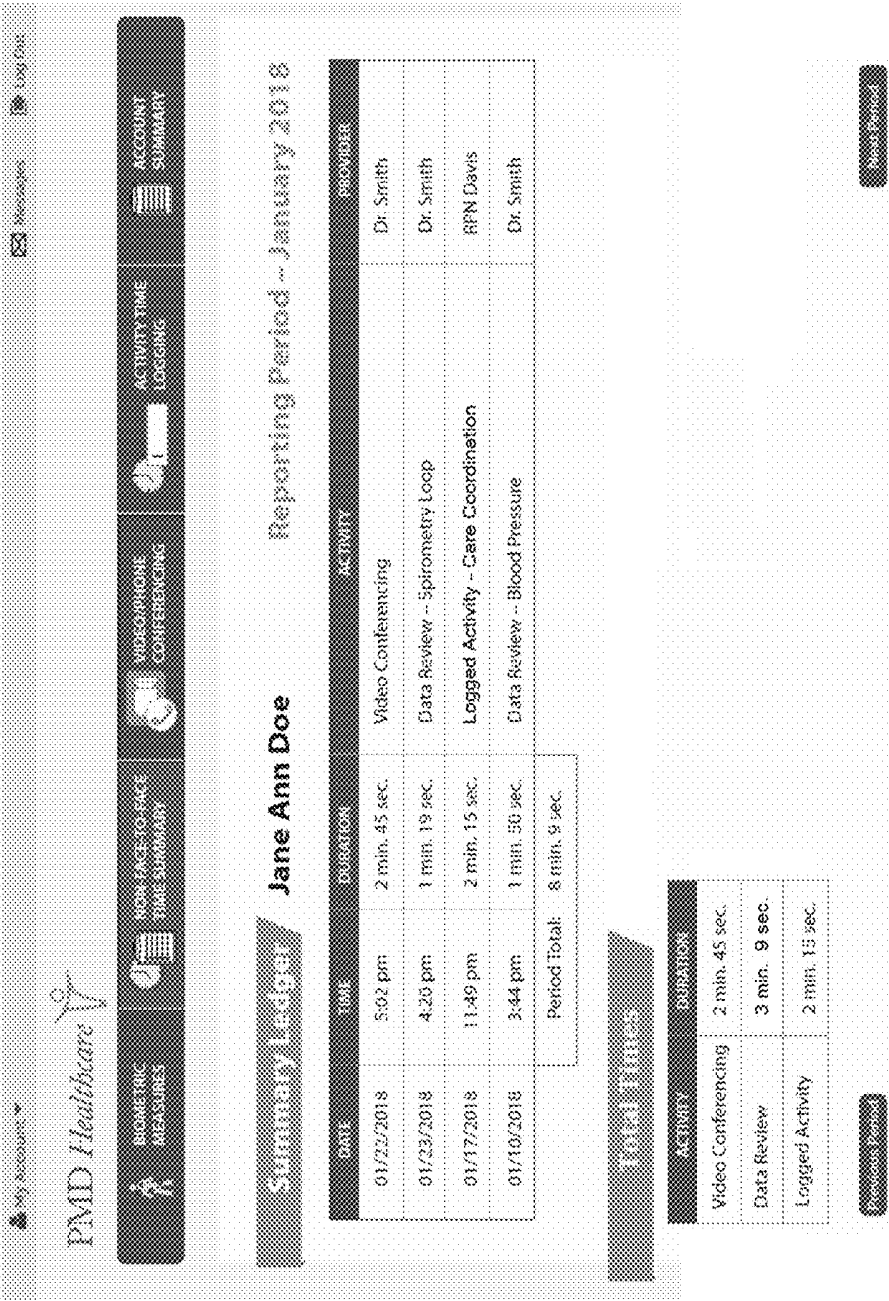 My Account Messages Log Out
PMD Healthcare
BIOMETRIC MEASURES
NON FACE-TO-FACE TIME SUMMARY
VIDEO/PHONE CONFERENCING
ACTIVITY TIME LOGGING
ACCOUNT SUMMARY
Summary Ledger Jane Ann Doe Reporting Period – January 2018
DATE TIME DURATION ACTIVITY PROVIDER
01/22/2018 5:02 pm 2 min. 45 sec. Video Conferencing Dr. Smith
01/23/2018 4:20 pm 1 min. 19 sec. Data Review – Spirometry Loop Dr. Smith
01/17/2018 11:49 pm 2 min. 15 sec. Logged Activity – Care Coordination RPN Davis
01/10/2018 3:44 pm 1 min. 50 sec. Data Review – Blood Pressure Dr. Smith
Period Total: 8 min. 9 sec.
Total Times
ACTIVITY DURATION
Video Conferencing 2 min. 45 sec.
Data Review 3 min. 9 sec.
Logged Activity 2 min. 15 sec.
Previous Period Next Period